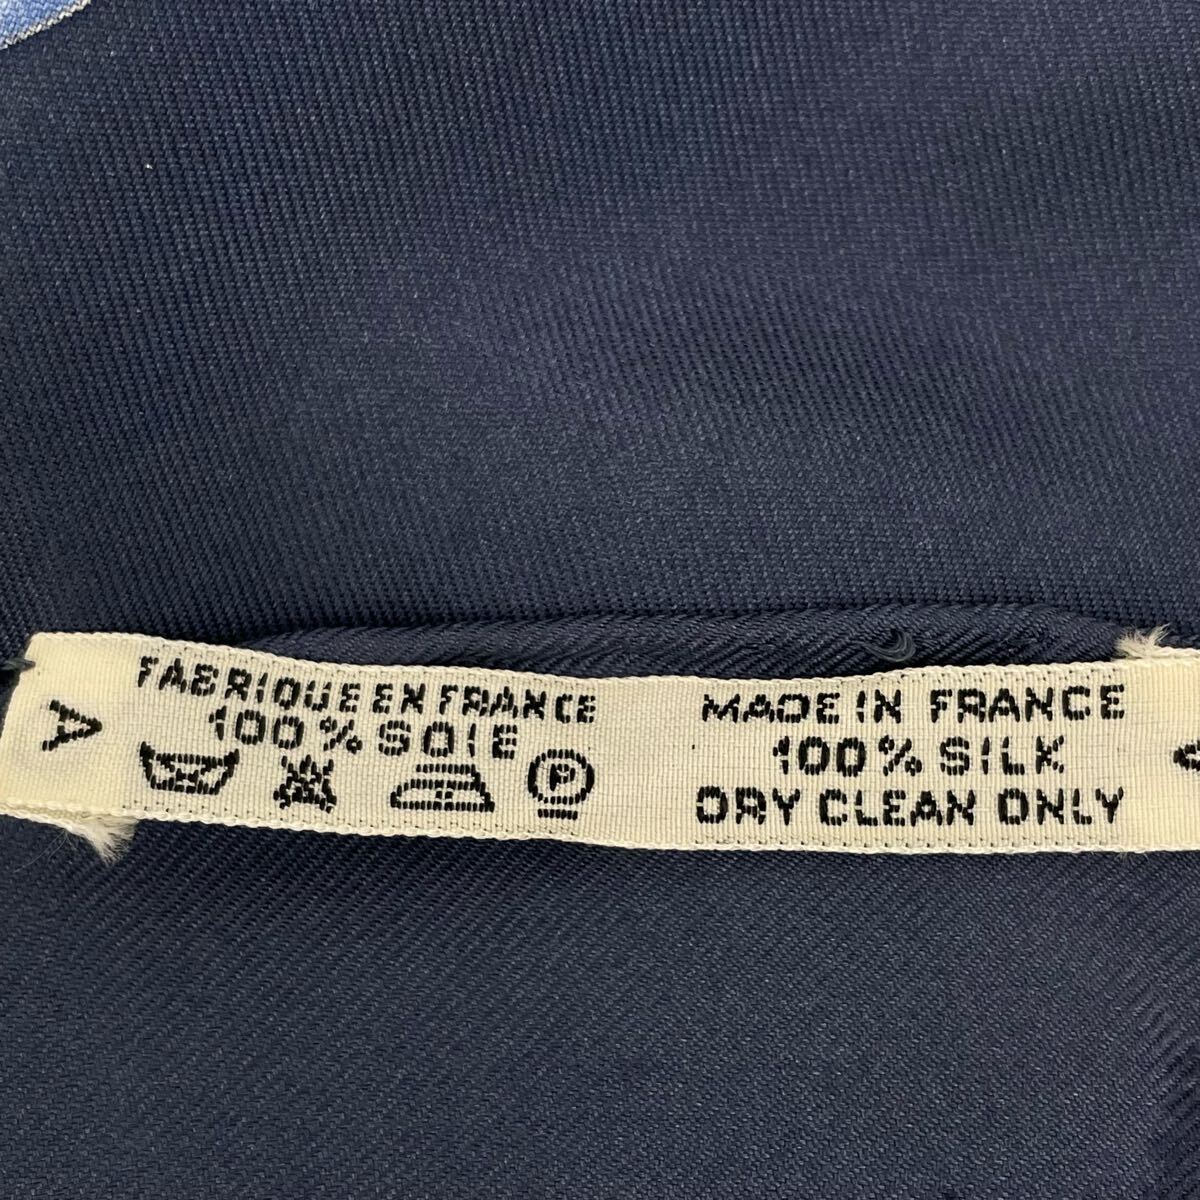 A
FABRIQUE EN FRANCE
100% SOIE
P
MADE IN FRANCE
100% SILK
DRY CLEAN ONLY